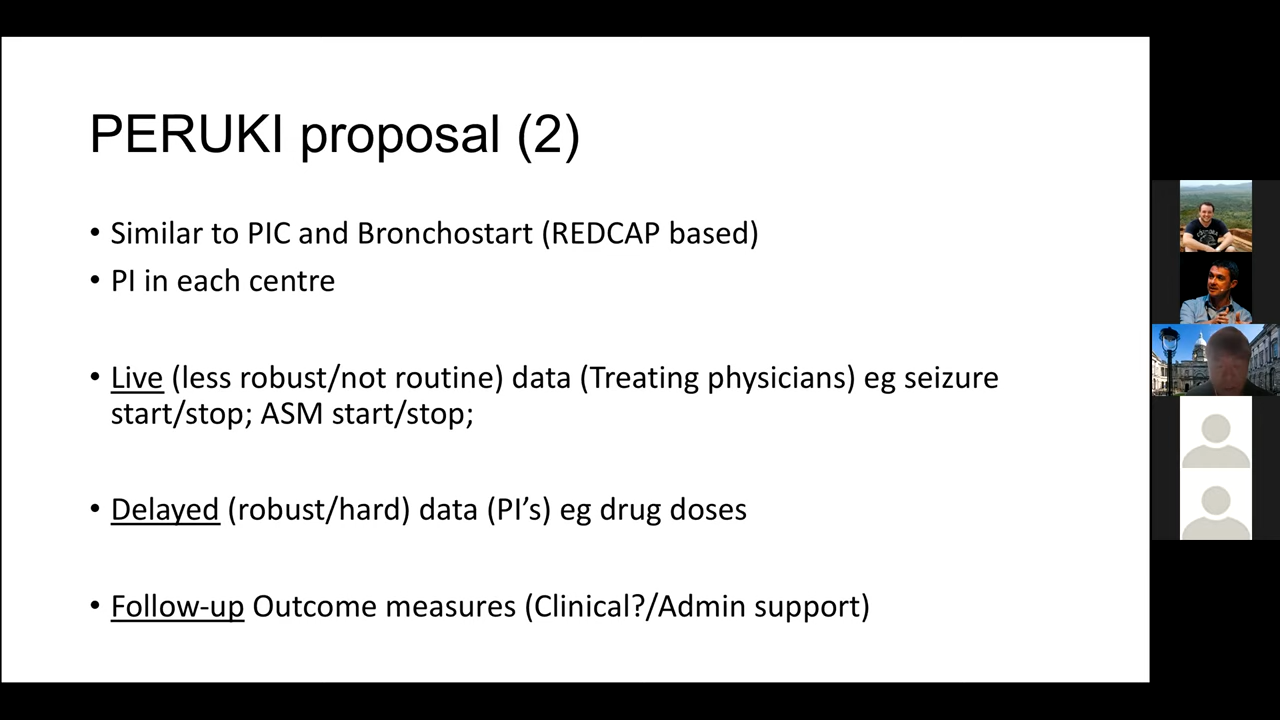 PERUKI proposal (2)
• Similar to PIC and Bronchostart (REDCAP based)
• PI in each centre
• Live (less robust/not routine) data (Treating physicians) eg seizure
start/stop; ASM start/stop;
• Delayed (robust/hard) data (PI’s) eg drug doses
• Follow-up Outcome measures (Clinical?/Admin support)